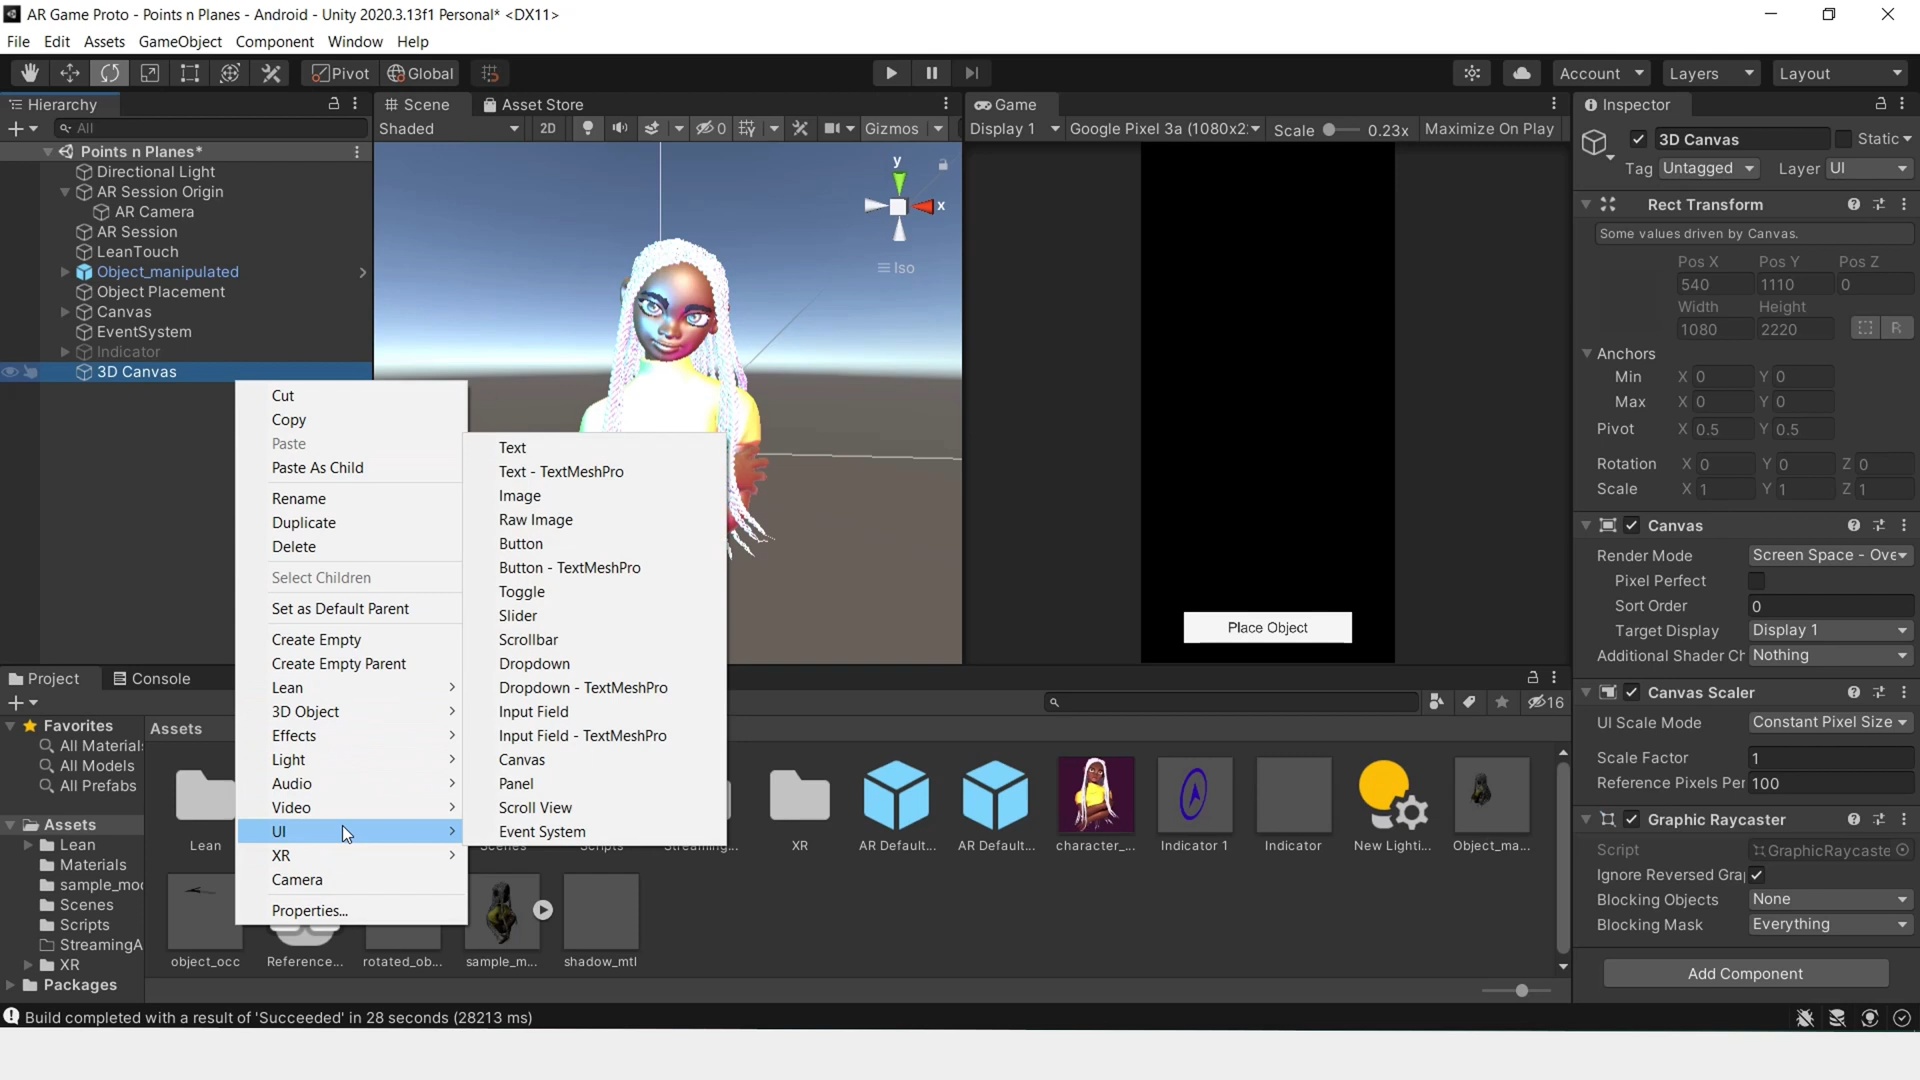 AR Game Proto - Points n Planes - Android - Unity 2020.3.13f1 Personal* <DX11>
File Edit Assets GameObject Component Window Help
Pivot Global Account Layers Layout
Hierarchy Scene Asset Store Game Inspector
All Shaded 2D 0 Gizmos Display 1 Google Pixel 3a (1080x2: Scale 0.23x Maximize On Play
3D Canvas Static
Points n Planes*
Tag Untagged Layer UI
Directional Light
AR Session Origin
AR Camera
AR Session
LeanTouch
Object_manipulated
Object Placement
Canvas
EventSystem
Indicator
3D Canvas
y
x
Iso
Cut
Copy
Paste
Paste As Child
Rename
Duplicate
Delete
Select Children
Set as Default Parent
Create Empty
Create Empty Parent
Lean
3D Object
Effects
Light
Audio
Video
UI
XR
Camera
Properties...
Text
Text - TextMeshPro
Image
Raw Image
Button
Button - TextMeshPro
Toggle
Slider
Scrollbar
Dropdown
Dropdown - TextMeshPro
Input Field
Input Field - TextMeshPro
Canvas
Panel
Scroll View
Event System
Place Object
Rect Transform
Some values driven by Canvas.
Pos X Pos Y Pos Z
540 1110 0
Width Height
1080 2220 R
Anchors
Min X 0 Y 0
Max X 0 Y 0
Pivot X 0.5 Y 0.5
Rotation X 0 Y 0 Z 0
Scale X 1 Y 1 Z 1
Canvas
Render Mode Screen Space - Ove
Pixel Perfect
Sort Order 0
Target Display Display 1
Additional Shader Ch Nothing
Canvas Scaler
UI Scale Mode Constant Pixel Size
Scale Factor 1
Reference Pixels Per 100
Graphic Raycaster
Script GraphicRaycaste
Ignore Reversed Gra
Blocking Objects None
Blocking Mask Everything
Add Component
Project Console
16
Favorites
All Material
All Models
All Prefabs
Assets
Lean
Materials
sample_mo
Scenes
Scripts
StreamingA
XR
Packages
Assets
Lean Scenes Scripts Streaming... XR AR Default... AR Default... character_... Indicator 1 Indicator New Lighti... Object_ma...
object_occ Reference... rotated_ob... sample_m... shadow_mtl
Build completed with a result of 'Succeeded' in 28 seconds (28213 ms)